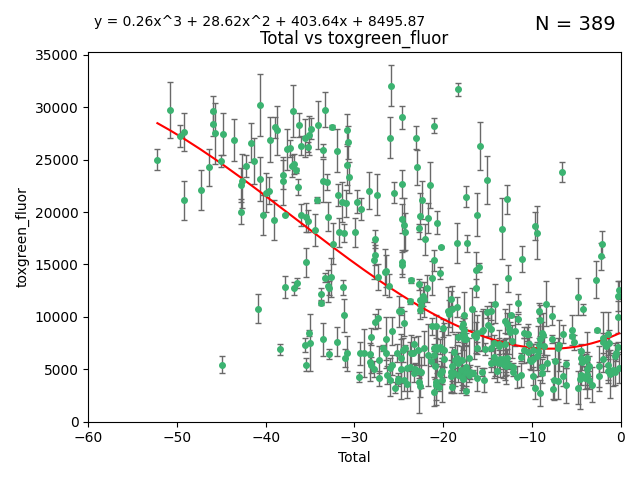 y = 0.26x^3 + 28.62x^2 + 403.64x + 8495.87
N = 389
Total vs toxgreen_fluor
35000
30000
25000
20000
15000
10000
5000
0
toxgreen_fluor
−60 −50 −40 −30 −20 −10 0
Total